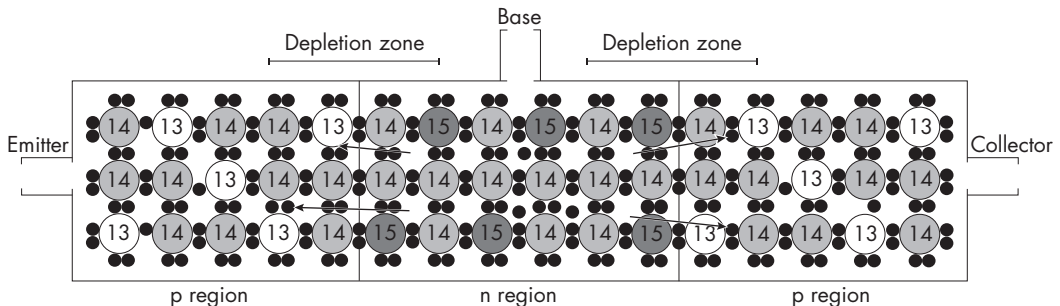 Base
Depletion zone Depletion zone
14 13 14 14 13 14 15 14 15 14 15 14 13 14 14 13
Emitter Collector
14 14 13 14 14 14 14 14 14 14 14 14 14 13 14 14
13 14 14 13 14 15 14 15 14 14 15 13 14 14 13 14
p region n region p region